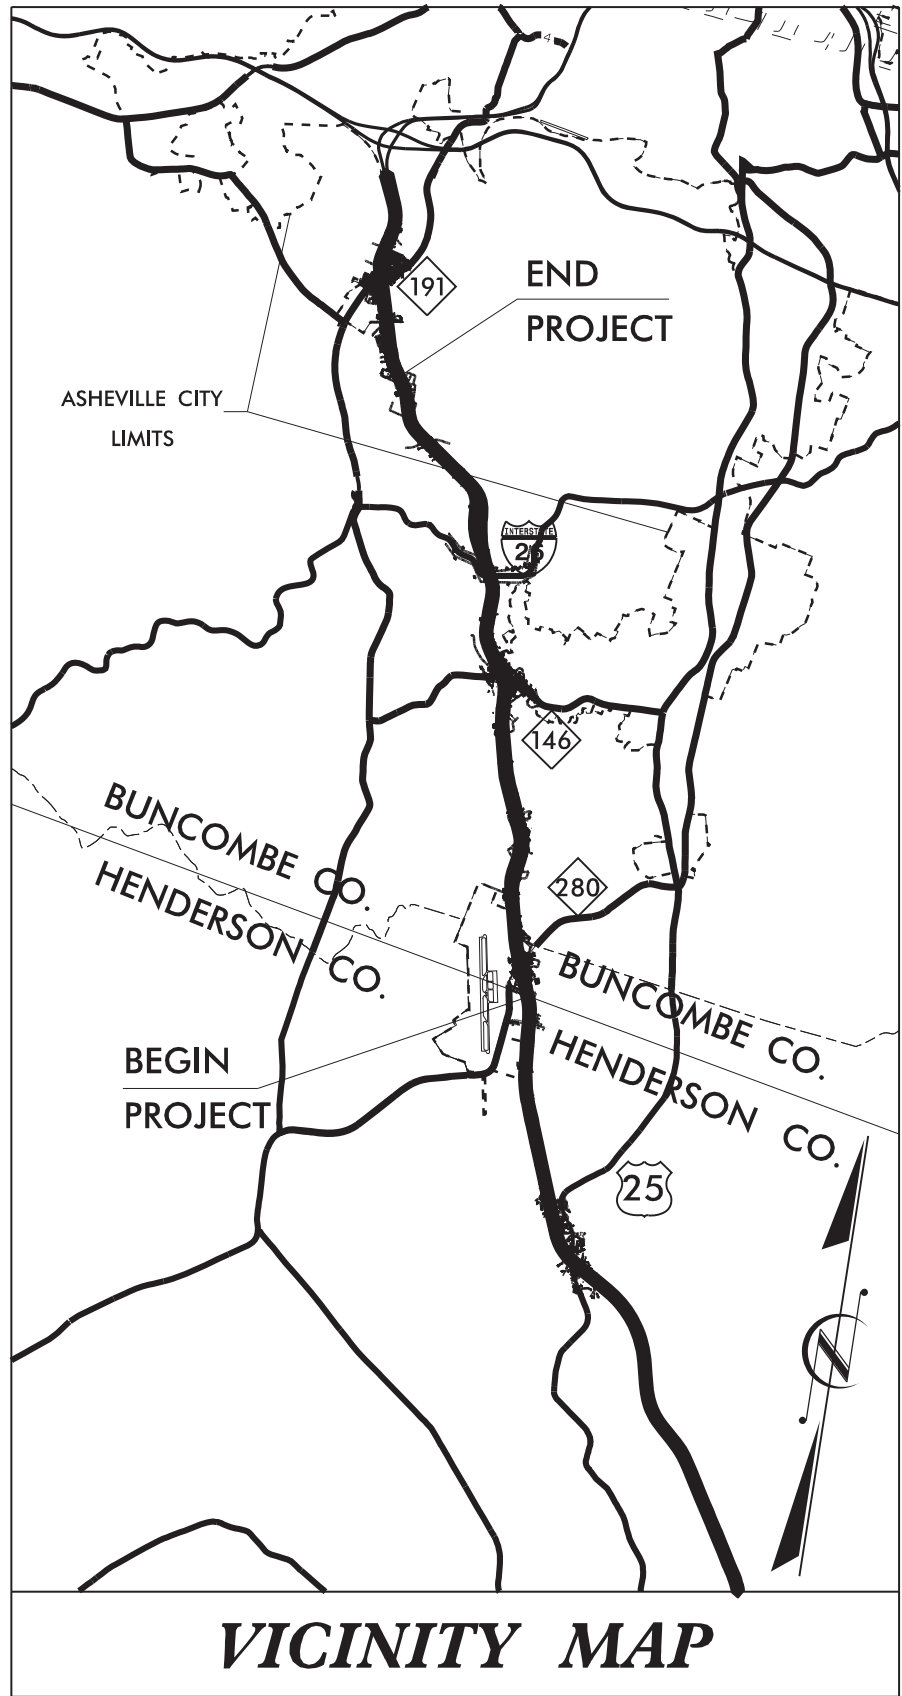 4
191
END
PROJECT
ASHEVILLE CITY
LIMITS
INTERSTATE
26
146
BUNCOMBE CO.
HENDERSON CO.
280
BUNCOMBE CO.
HENDERSON CO.
BEGIN
PROJECT
25
N
VICINITY MAP